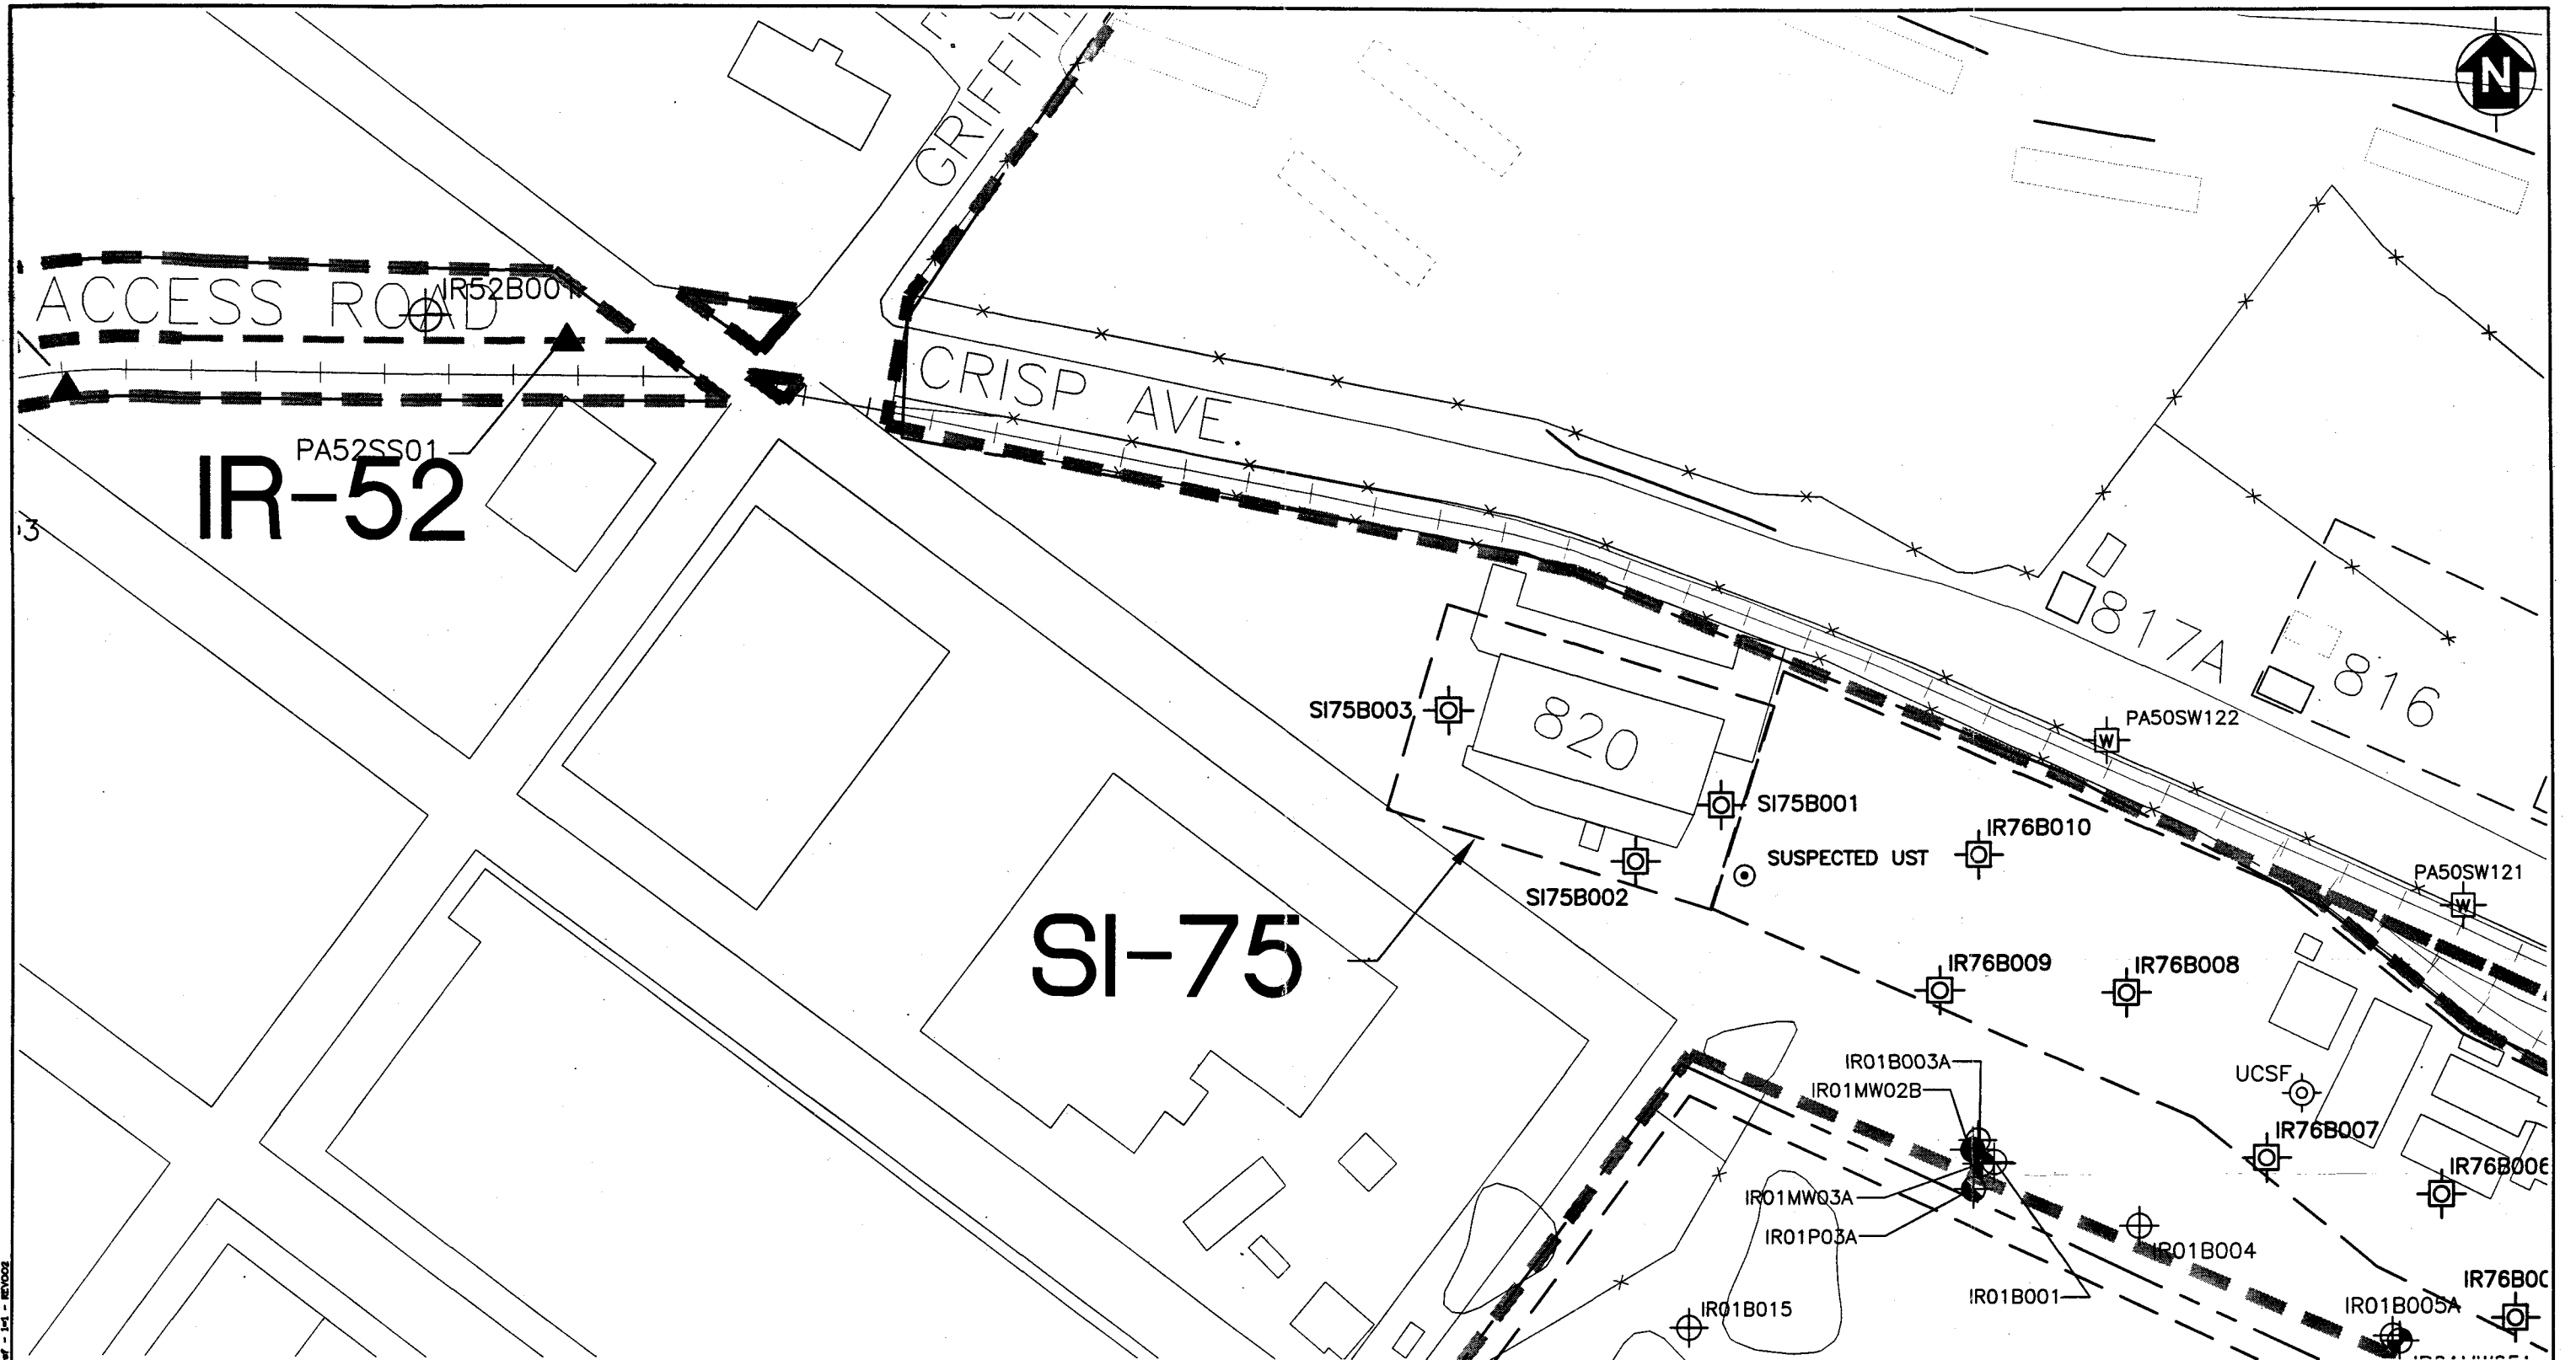 N
ACCESS ROAD
IR52B001
CRISP AVE.
PA52SS01
IR-52
817A
816
SI75B003
820
PA50SW122
SI75B001
IR76B010
SUSPECTED UST
PA50SW121
SI75B002
SI-75
IR76B009
IR76B008
IR01B003A
UCSF
IR01MW02B
IR76B007
IR76B006
IR01MW03A
IR01P03A
IR01B004
IR01B001
IR01B015
IR01B005A
W
W